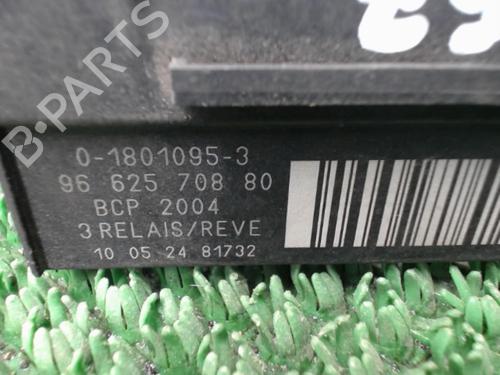 B-PARTS
0-1801095-3
96 625 708 80
BCP 2004
3 RELAIS/REVE
10 05 24 81732